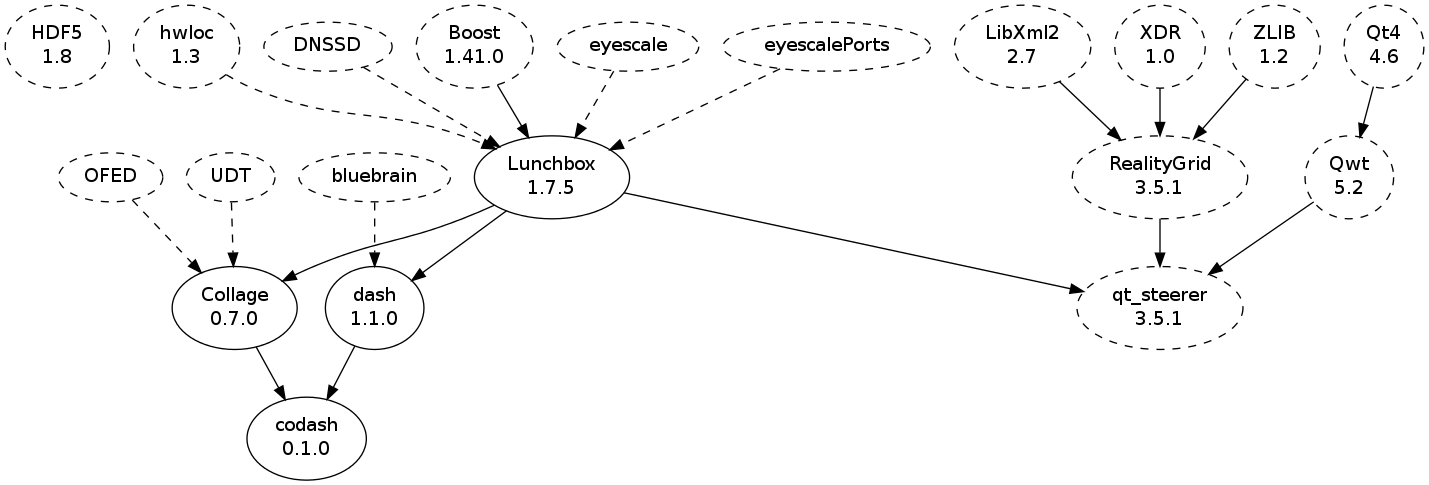 HDF5
1.8
hwloc
1.3
DNSSD
Boost
1.41.0
eyescale
eyescalePorts
LibXml2
2.7
XDR
1.0
ZLIB
1.2
Qt4
4.6
OFED
UDT
bluebrain
Lunchbox
1.7.5
RealityGrid
3.5.1
Qwt
5.2
Collage
0.7.0
dash
1.1.0
qt_steerer
3.5.1
codash
0.1.0